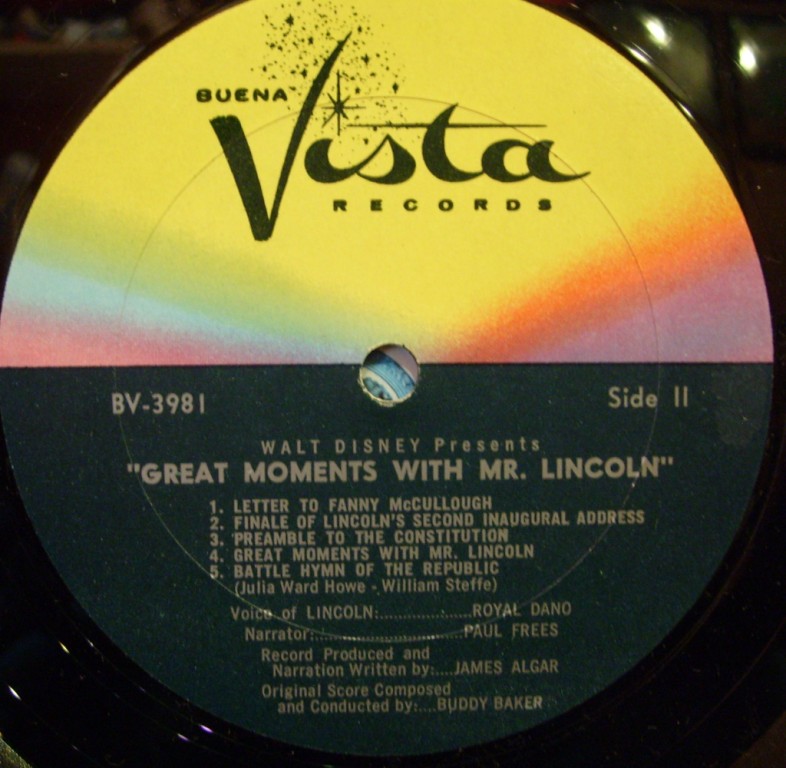 BUENA
Vista
RECORDS
BV-3981
Side II
WALT DISNEY Presents
"GREAT MOMENTS WITH MR. LINCOLN"
1. LETTER TO FANNY McCULLOUGH
2. FINALE OF LINCOLN'S SECOND INAUGURAL ADDRESS
3. PREAMBLE TO THE CONSTITUTION
4. GREAT MOMENTS WITH MR. LINCOLN
5. BATTLE HYMN OF THE REPUBLIC
(Julia Ward Howe - William Steffe)
Voice of LINCOLN:..................ROYAL DANO
Narrator:............................PAUL FREES
Record Produced and
Narration Written by:....JAMES ALGAR
Original Score Composed
and Conducted by:....BUDDY BAKER